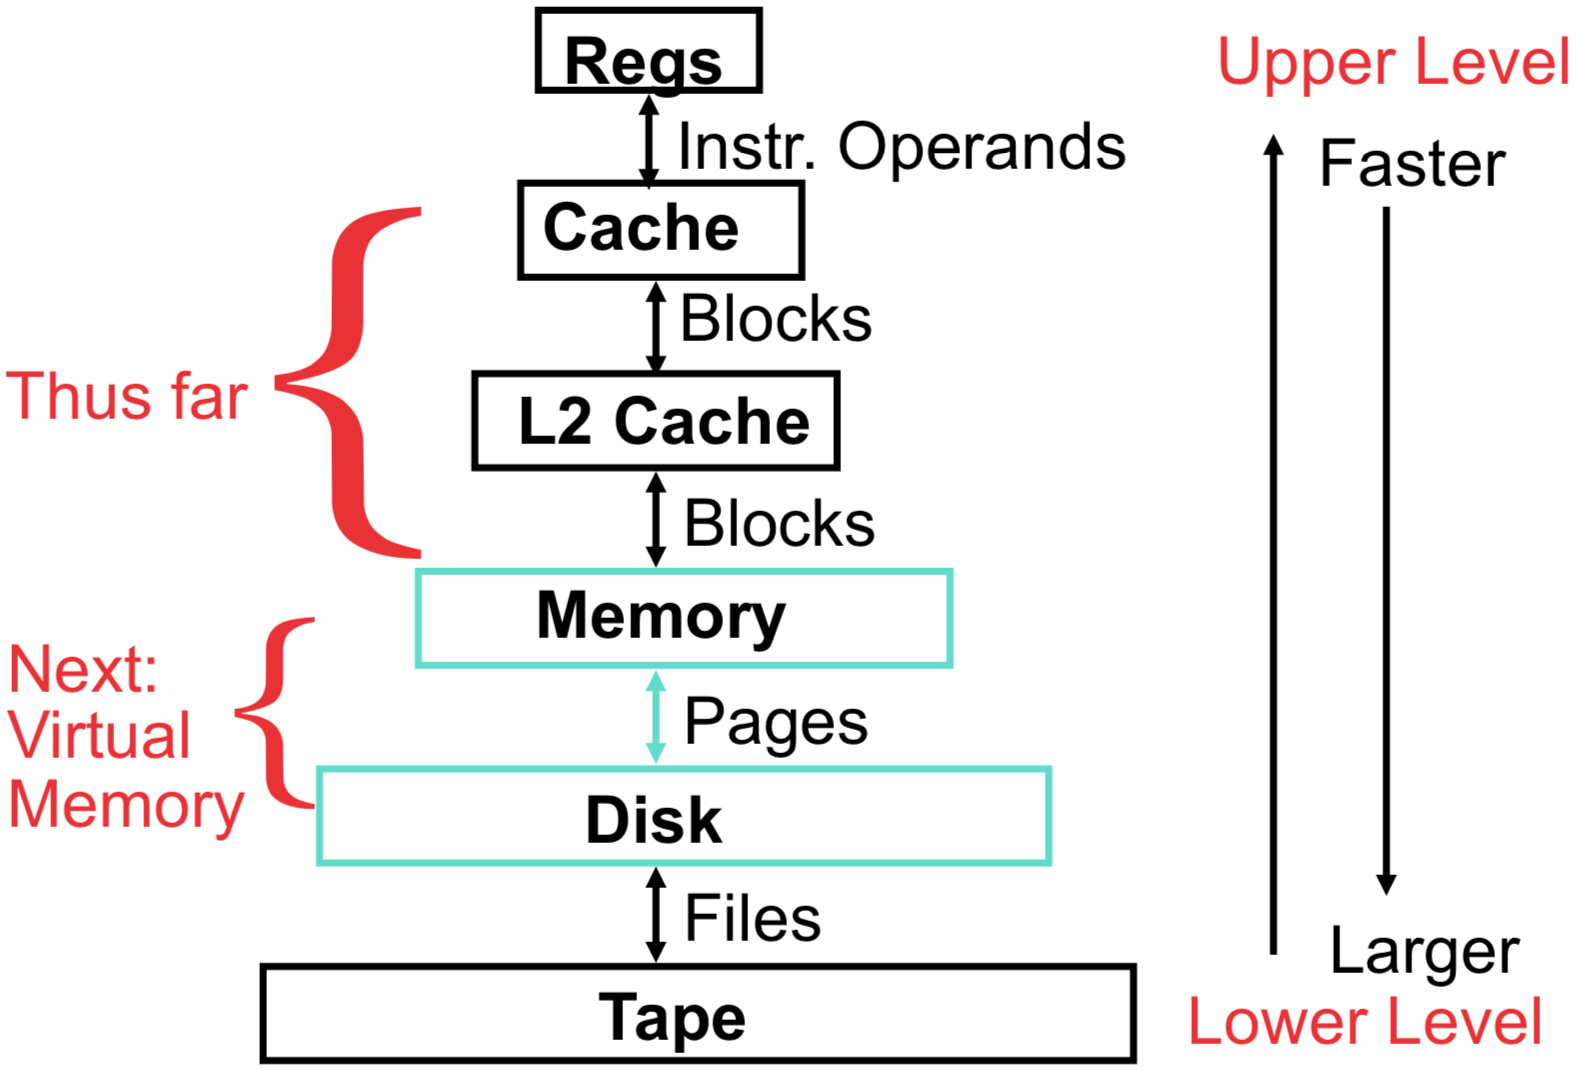 Regs
Upper Level
Instr. Operands
Faster
Cache
Blocks
Thus far
L2 Cache
Blocks
Memory
Next:
Virtual
Memory
Pages
Disk
Files
Larger
Tape
Lower Level